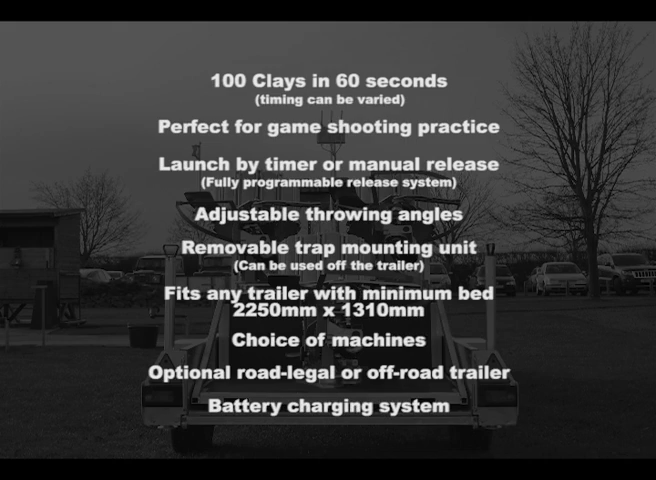 100 Clays in 60 seconds
(timing can be varied)
Perfect for game shooting practice
Launch by timer or manual release
(Fully programmable release system)
Adjustable throwing angles
Removable trap mounting unit
(Can be used off the trailer)
Fits any trailer with minimum bed
2250mm x 1310mm
Choice of machines
Optional road-legal or off-road trailer
Battery charging system